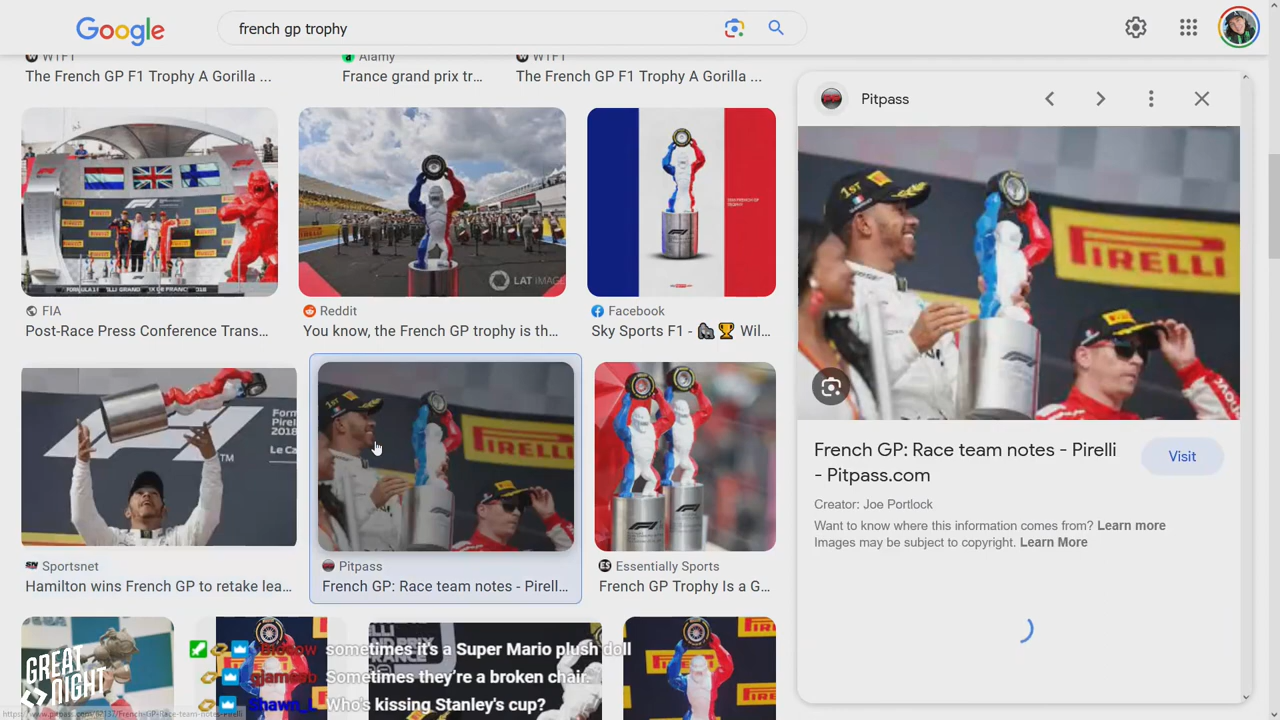 Google
french gp trophy
WTF1
The French GP F1 Trophy A Gorilla ...
Alamy
France grand prix tr...
WTF1
The French GP F1 Trophy A Gorilla ...
FIA
Post-Race Press Conference Trans...
LAT IMAG
Reddit
You know, the French GP trophy is th...
Facebook
Sky Sports F1 - 🦍🏆 Wil...
Sportsnet
Hamilton wins French GP to retake lea...
Pitpass
French GP: Race team notes - Pirell...
Essentially Sports
French GP Trophy Is a G...
Pitpass
1ST
PIRELLI
French GP: Race team notes - Pirelli
- Pitpass.com
Visit
Creator: Joe Portlock
Want to know where this information comes from? Learn more
Images may be subject to copyright. Learn More
GREAT
NIGHT
sometimes it's a Super Mario plush doll
Sometimes they're a broken chair.
Shawn_L Who's kissing Stanley's cup?